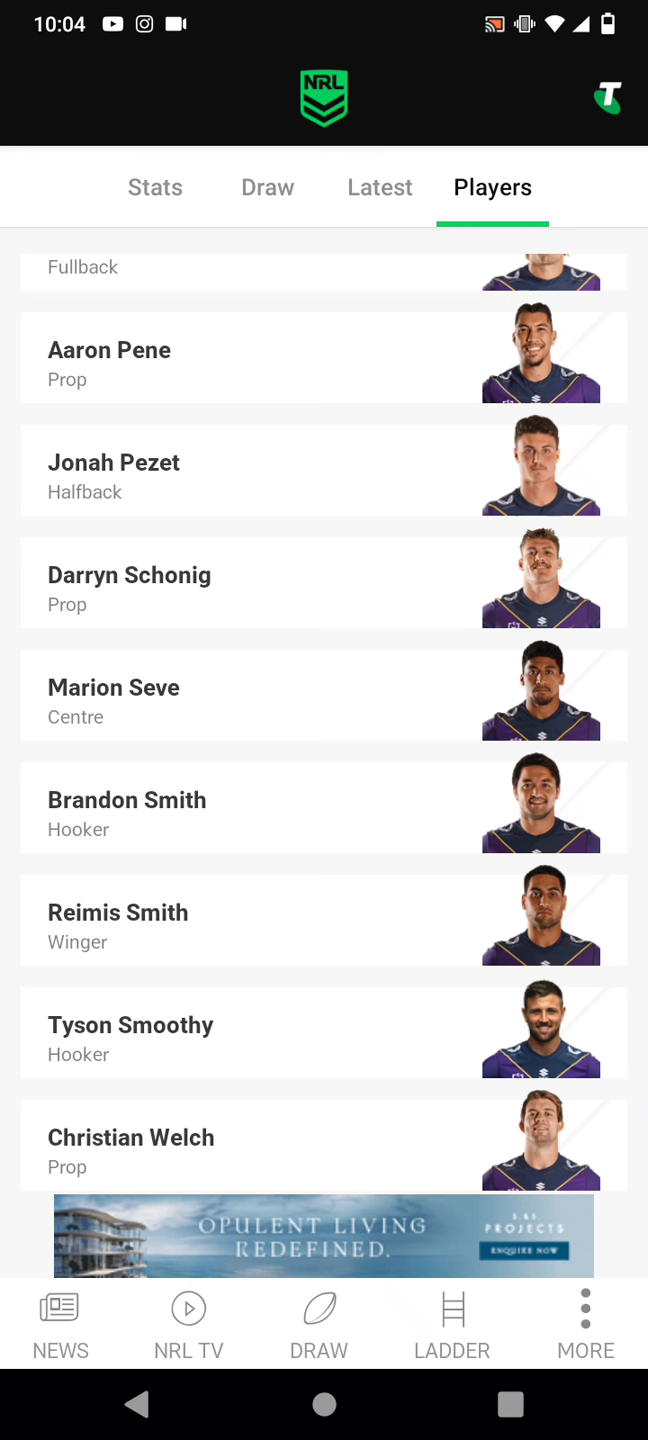 10:04
NRL
T
Stats Draw Latest Players
Fullback
Aaron Pene
Prop
Jonah Pezet
Halfback
Darryn Schonig
Prop
Marion Seve
Centre
Brandon Smith
Hooker
Reimis Smith
Winger
Tyson Smoothy
Hooker
Christian Welch
Prop
OPULENT LIVING
REDEFINED.
PROJECTS
ENQUIRE NOW
NEWS NRL TV DRAW LADDER MORE